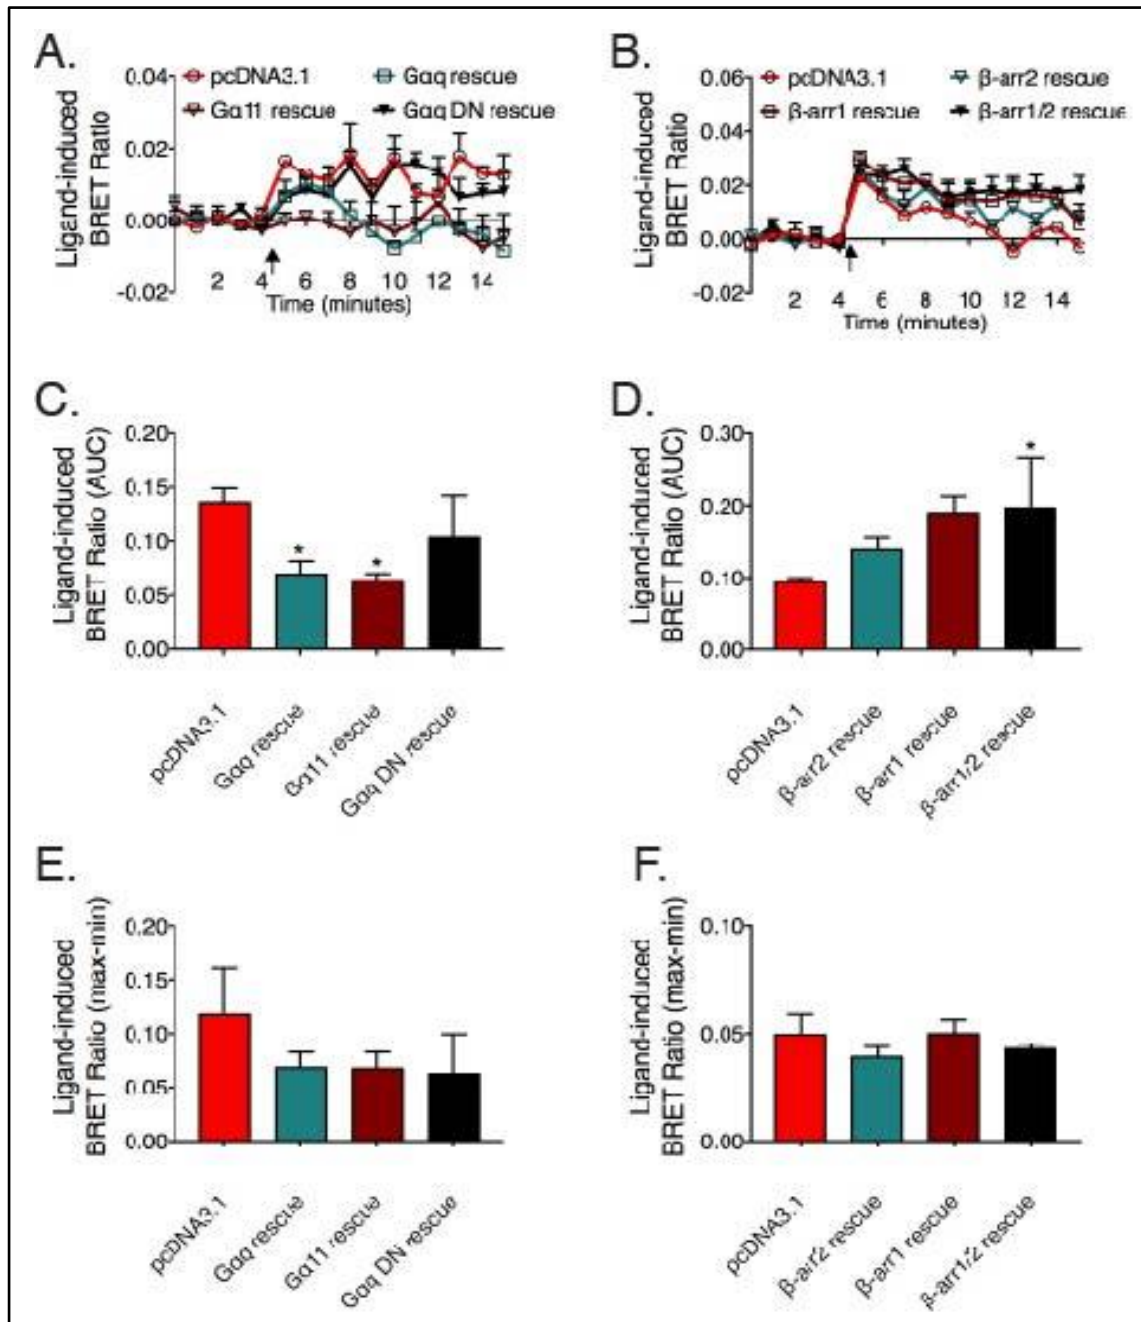 A.
0.04
0.02
0.00
-0.02
Ligand-induced
BRET Ratio
pcDNA3.1
Gαq rescue
Gα11 rescue
Gαq DN rescue
2 4 6 8 10 12 14
Time (minutes)
B.
0.06
0.04
0.02
0.00
-0.02
Ligand-induced
BRET Ratio
pcDNA3.1
β-arr2 rescue
β-arr1 rescue
β-arr1/2 rescue
2 4 6 8 10 12 14
Time (minutes)
C.
0.20
0.15
0.10
0.05
0.00
Ligand-induced
BRET Ratio (AUC)
* *
pcDNA3.1
Gαq rescue
Gα11 rescue
Gαq DN rescue
D.
0.30
0.20
0.10
0.00
Ligand-induced
BRET Ratio (AUC)
*
pcDNA3.1
β-arr2 rescue
β-arr1 rescue
β-arr1/2 rescue
E.
0.20
0.15
0.10
0.05
0.00
Ligand-induced
BRET Ratio (max-min)
pcDNA3.1
Gαq rescue
Gα11 rescue
Gαq DN rescue
F.
0.10
0.05
0.00
Ligand-induced
BRET Ratio (max-min)
pcDNA3.1
β-arr2 rescue
β-arr1 rescue
β-arr1/2 rescue